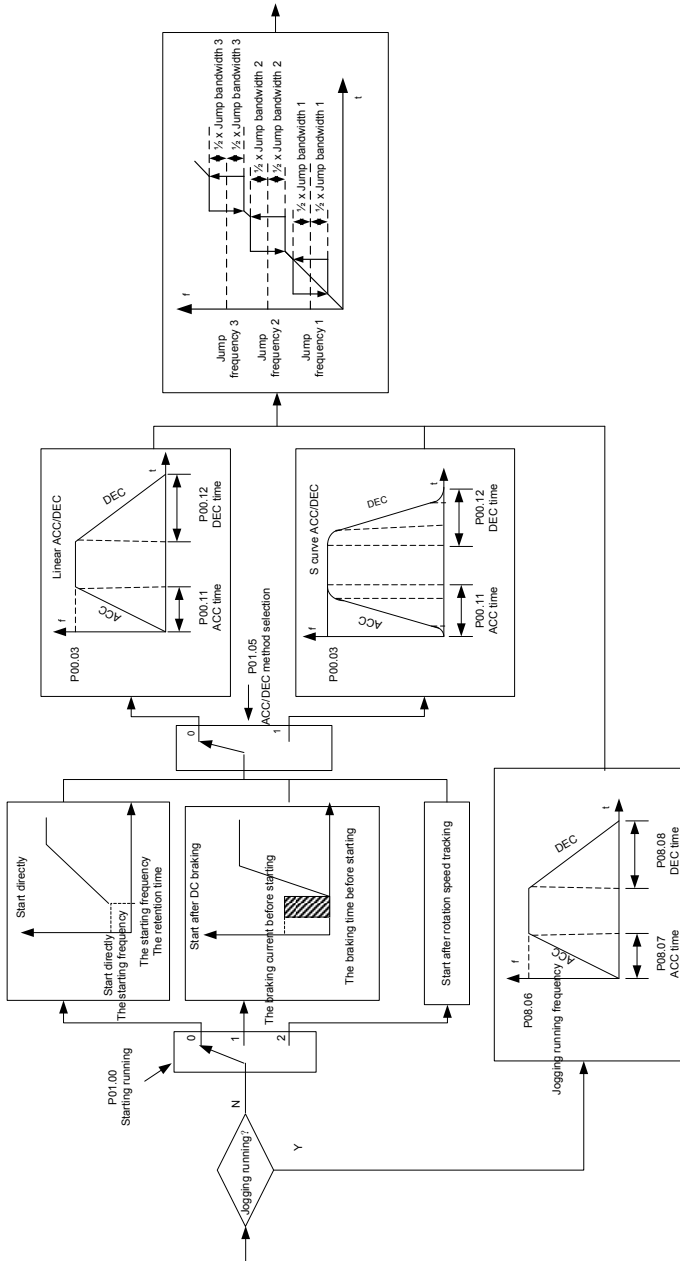 Jogging running?
N
Y
P01.00
Starting running
0
1
2
Start directly
Start directly
The starting frequency
The starting frequency
The retention time
Start after DC braking
The braking current before starting
The braking time before starting
Start after rotation speed tracking
P01.05
ACC/DEC method selection
0
1
Linear ACC/DEC
f
P00.03
ACC
DEC
t
P00.11
ACC time
P00.12
DEC time
S curve ACC/DEC
f
P00.03
ACC
DEC
t
P00.11
ACC time
P00.12
DEC time
f
P08.06
Jogging running frequency
ACC
DEC
t
P08.07
ACC time
P08.08
DEC time
f
Jump
frequency 3
Jump
frequency 2
Jump
frequency 1
½ x Jump bandwidth 3
½ x Jump bandwidth 3
½ x Jump bandwidth 2
½ x Jump bandwidth 2
½ x Jump bandwidth 1
½ x Jump bandwidth 1
t